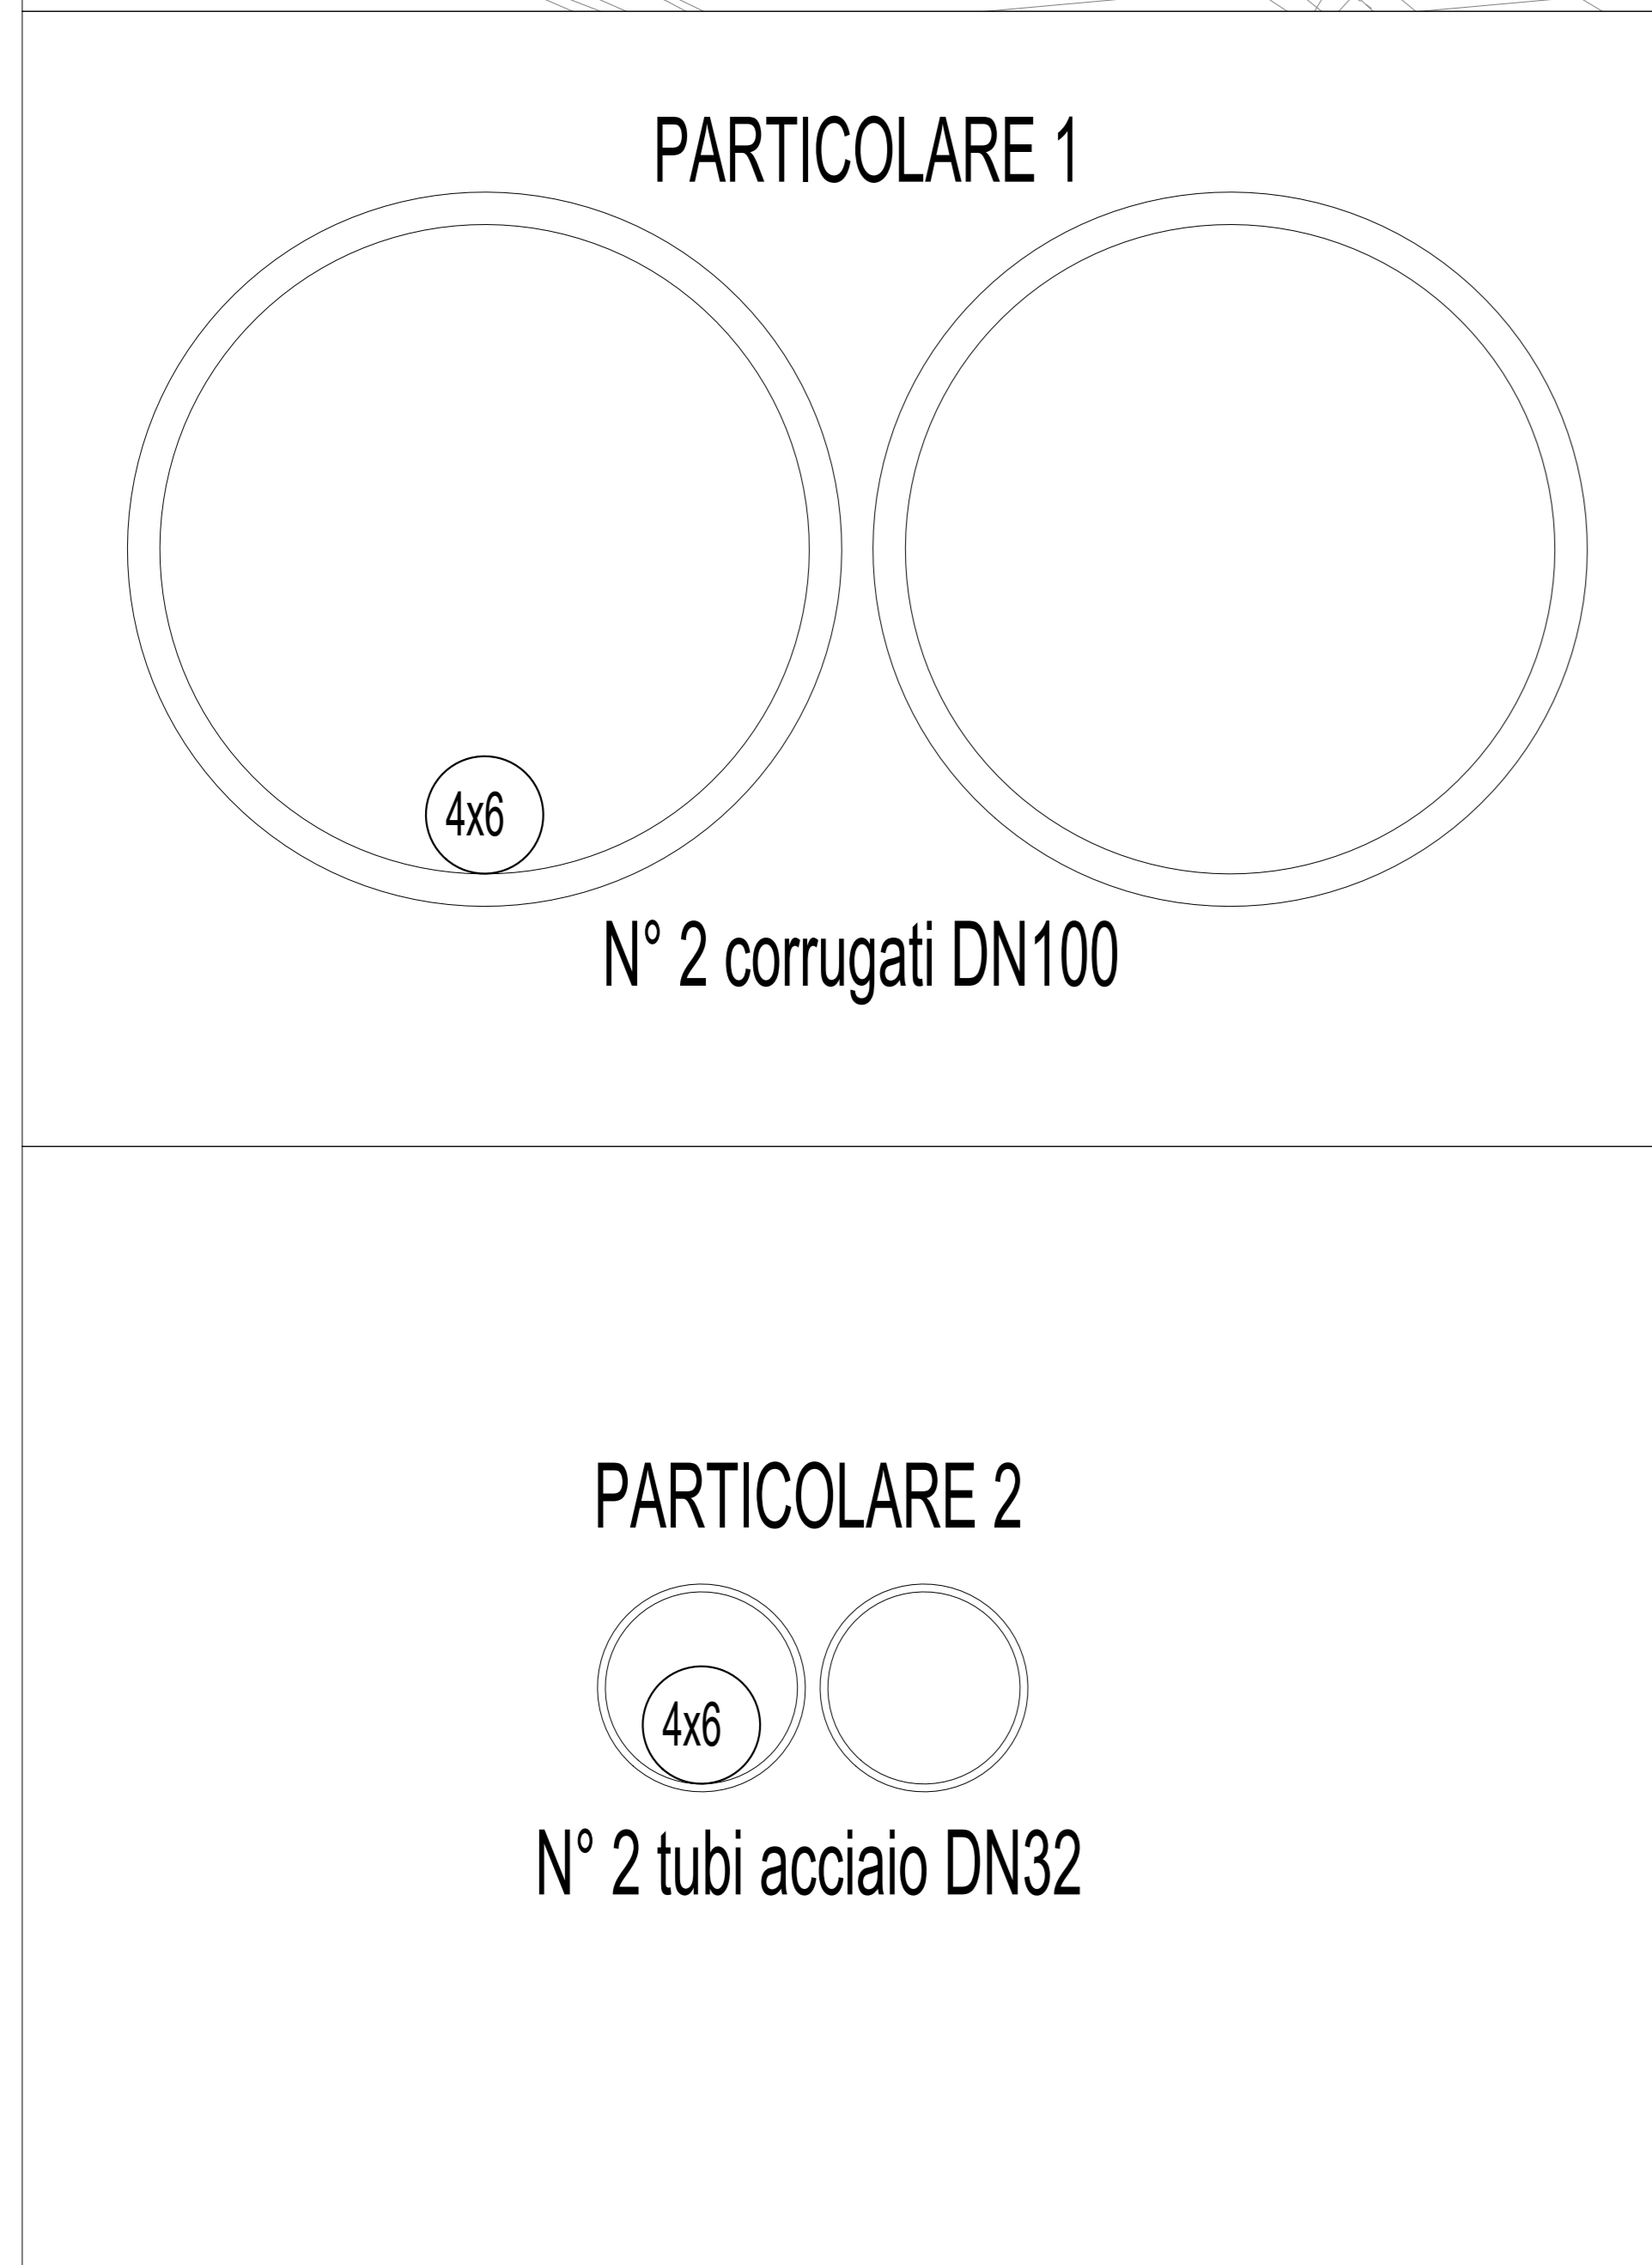 PARTICOLARE 1
4x6
N° 2 corrugati DN100
PARTICOLARE 2
4x6
N° 2 tubi acciaio DN32